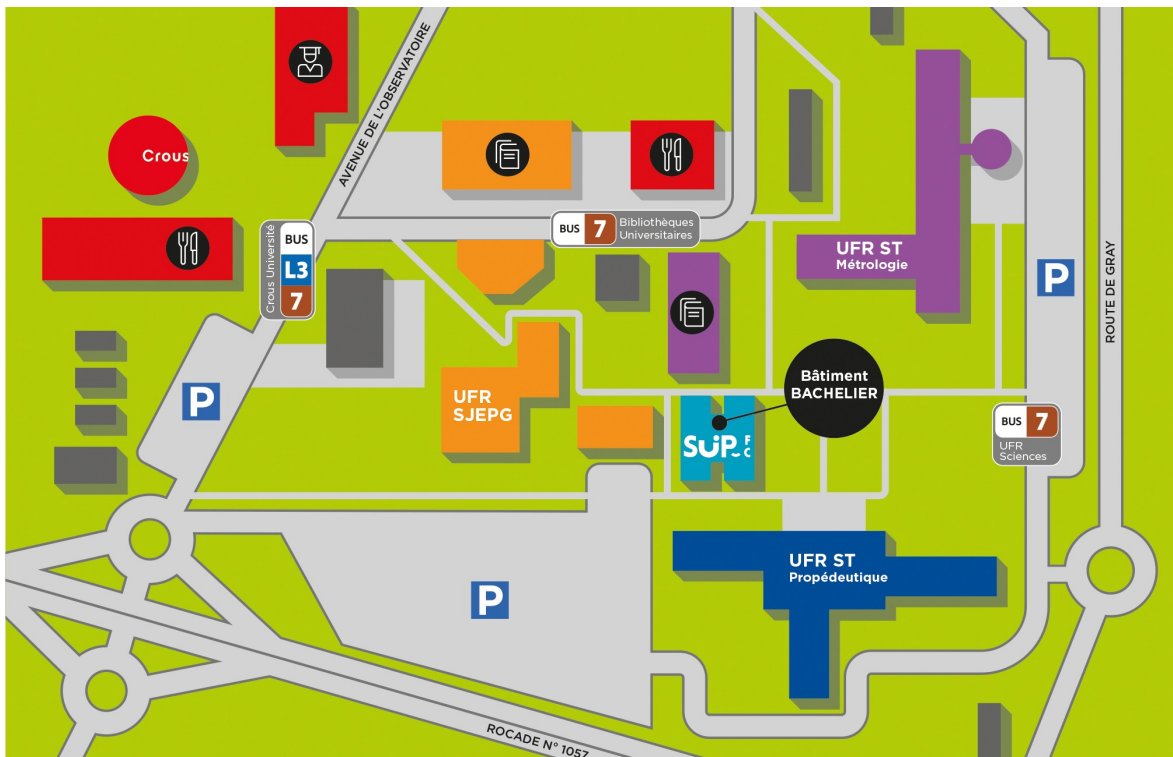 AVENUE DE L'OBSERVATOIRE
Crous
Crous Université
BUS
L3
7
BUS 7 Bibliothèques
Universitaires
UFR ST
Métrologie
P
ROUTE DE GRAY
P
UFR
SJEPG
Bâtiment
BACHELIER
SUP F
C
BUS 7
UFR
Sciences
UFR ST
Propédeutique
P
ROCADE N° 1057